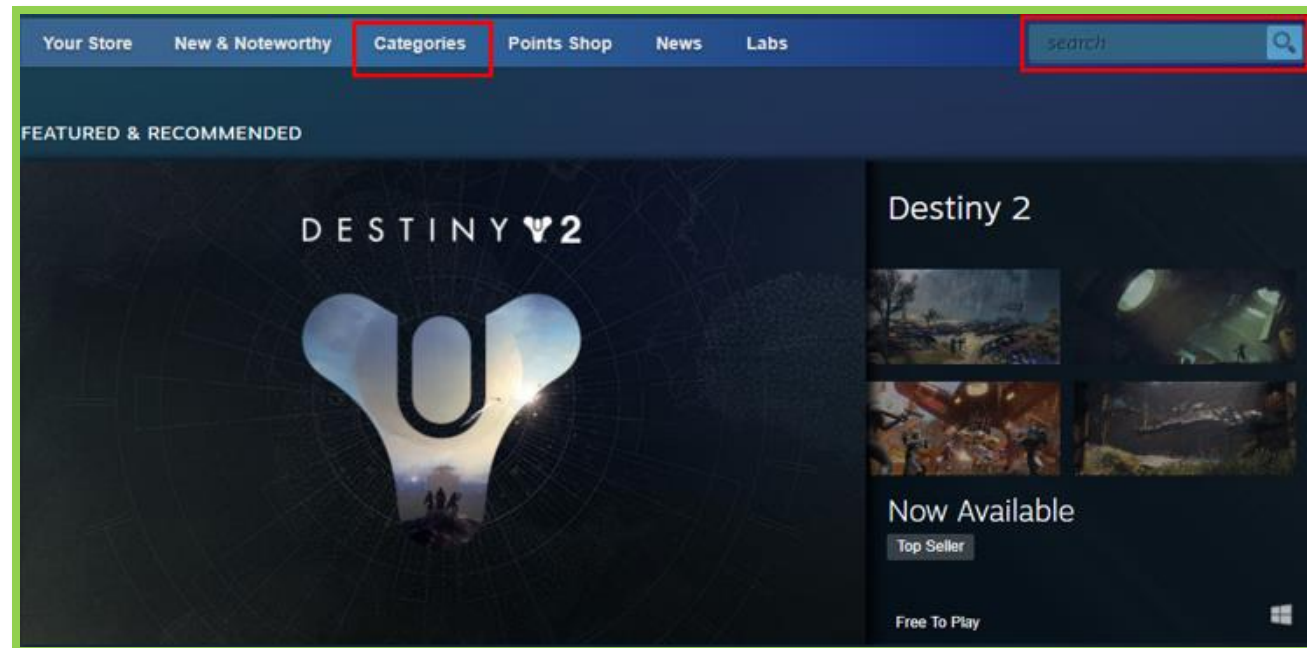 Your Store New & Noteworthy Categories Points Shop News Labs search
FEATURED & RECOMMENDED
DESTINY 2
Destiny 2
Now Available
Top Seller
Free To Play